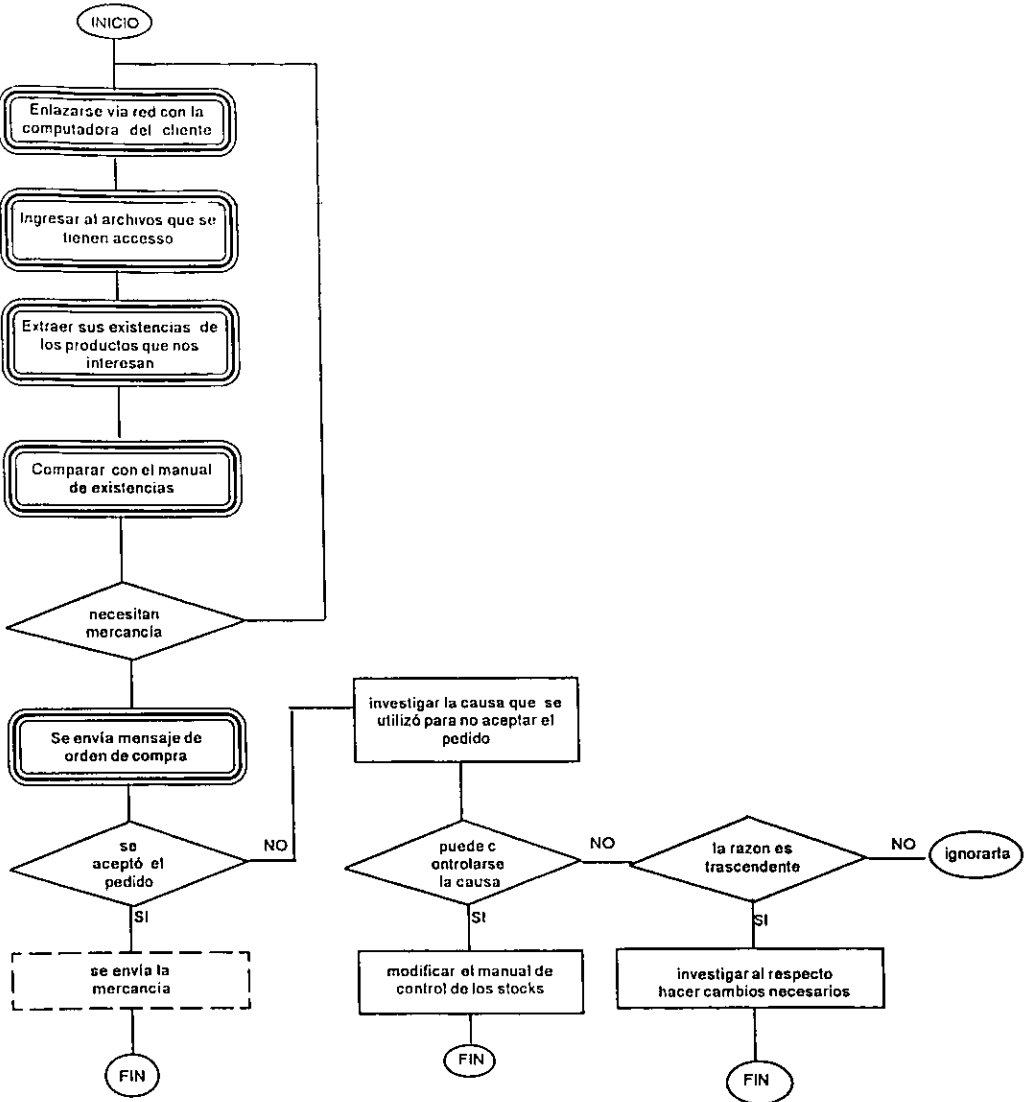 INICIO
Enlazarse via red con la
computadora del cliente
Ingresar al archivos que se
tienen accesso
Extraer sus existencias de
los productos que nos
interesan
Comparar con el manual
de existencias
necesitan
mercancía
Se envía mensaje de
orden de compra
se
aceptó el
pedido
NO
SI
se envía la
mercancia
FIN
investigar la causa que se
utilizó para no aceptar el
pedido
puede c
ontrolarse
la causa
NO
SI
modificar el manual de
control de los stocks
FIN
la razon es
trascendente
NO
ignorarla
SI
investigar al respecto
hacer cambios necesarios
FIN